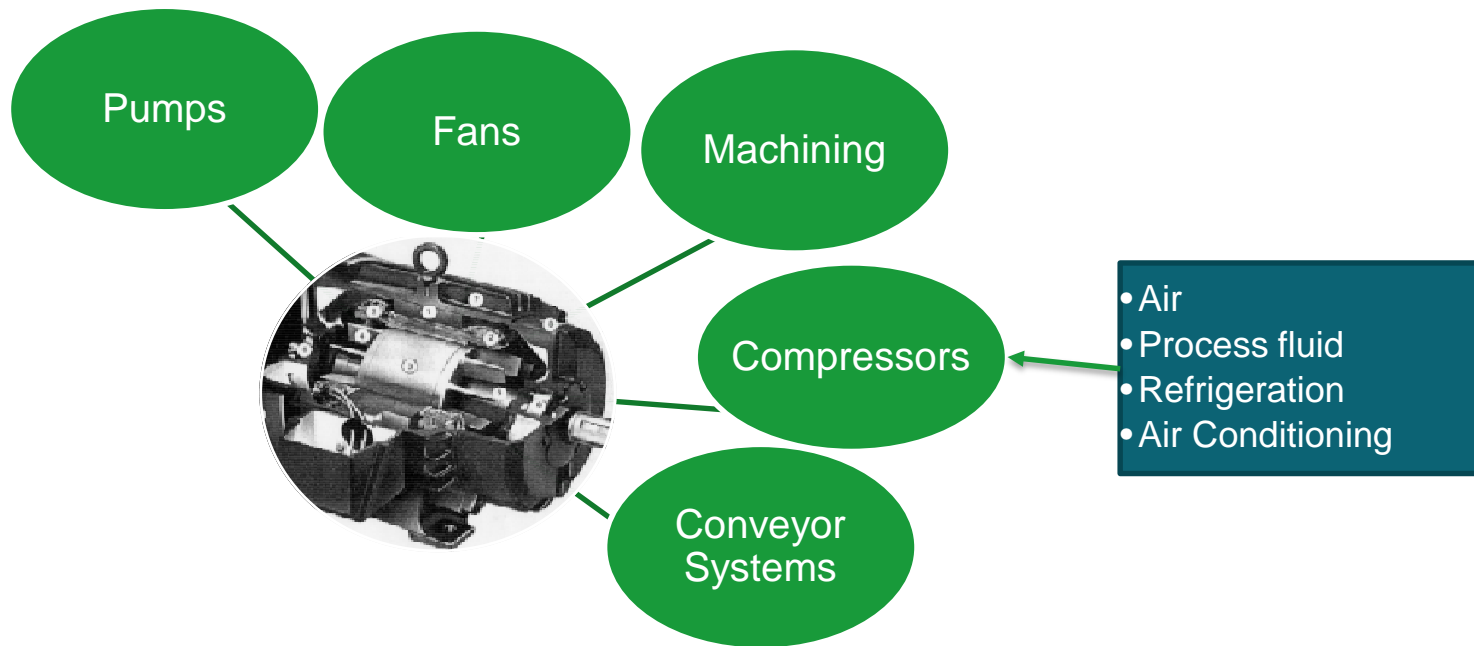 Pumps
Fans
Machining
Compressors
• Air
• Process fluid
• Refrigeration
• Air Conditioning
Conveyor
Systems